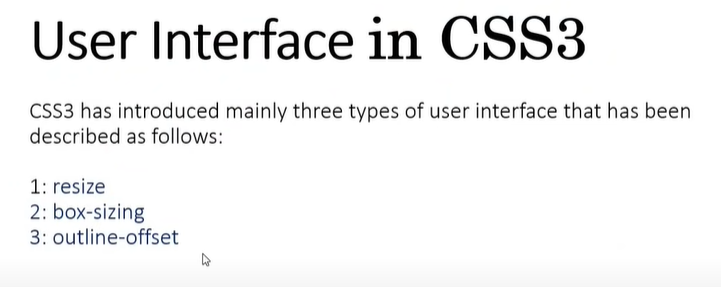 User Interface in CSS3
CSS3 has introduced mainly three types of user interface that has been
described as follows:
1: resize
2: box-sizing
3: outline-offset